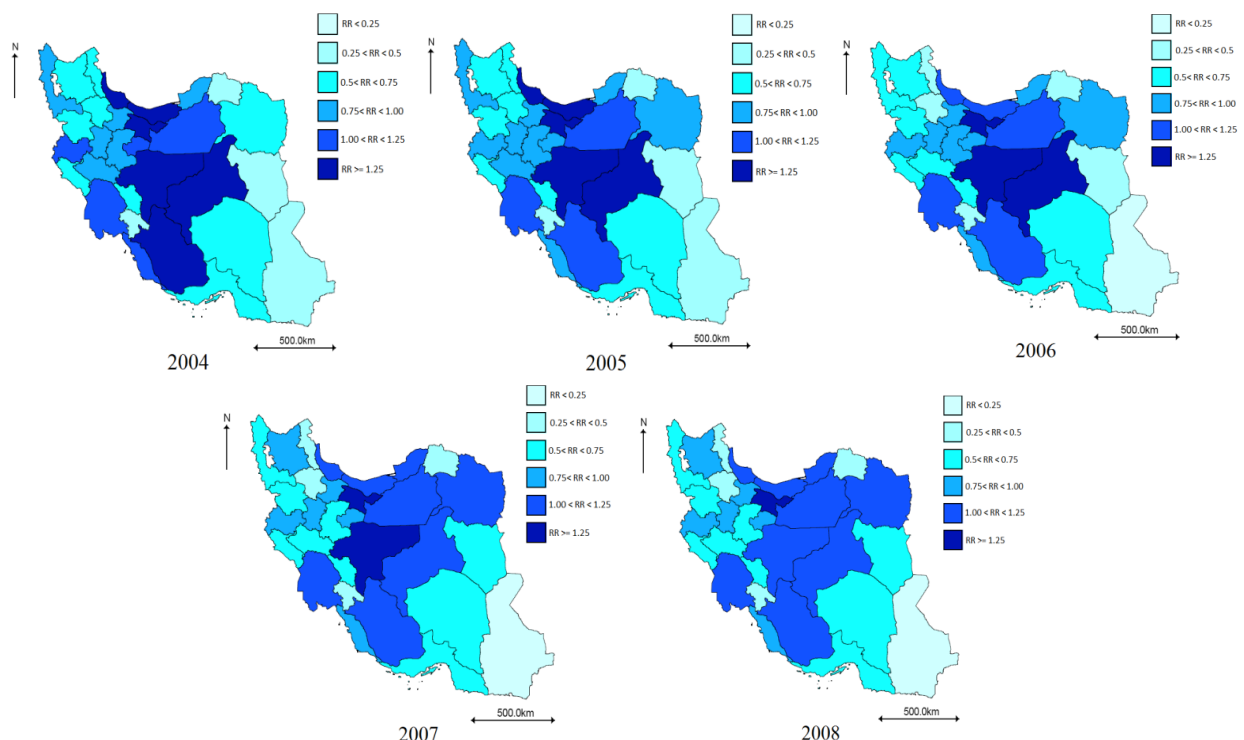 N
RR < 0.25
0.25 < RR < 0.5
0.5 < RR < 0.75
0.75 < RR < 1.00
1.00 < RR < 1.25
RR >= 1.25
500.0km
2004
N
RR < 0.25
0.25 < RR < 0.5
0.5 < RR < 0.75
0.75 < RR < 1.00
1.00 < RR < 1.25
RR >= 1.25
500.0km
2005
N
RR < 0.25
0.25 < RR < 0.5
0.5 < RR < 0.75
0.75 < RR < 1.00
1.00 < RR < 1.25
RR >= 1.25
500.0km
2006
N
RR < 0.25
0.25 < RR < 0.5
0.5< RR < 0.75
0.75< RR < 1.00
1.00 < RR < 1.25
RR >= 1.25
500.0km
2007
N
RR < 0.25
0.25 < RR < 0.5
0.5< RR < 0.75
0.75< RR < 1.00
1.00 < RR < 1.25
RR >= 1.25
500.0km
2008